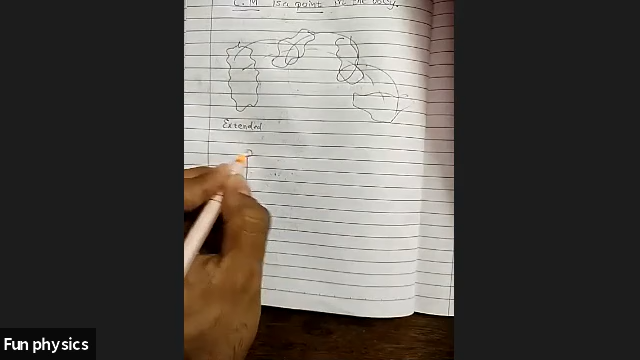 C.M is a point in the body.
Extended
Fun physics